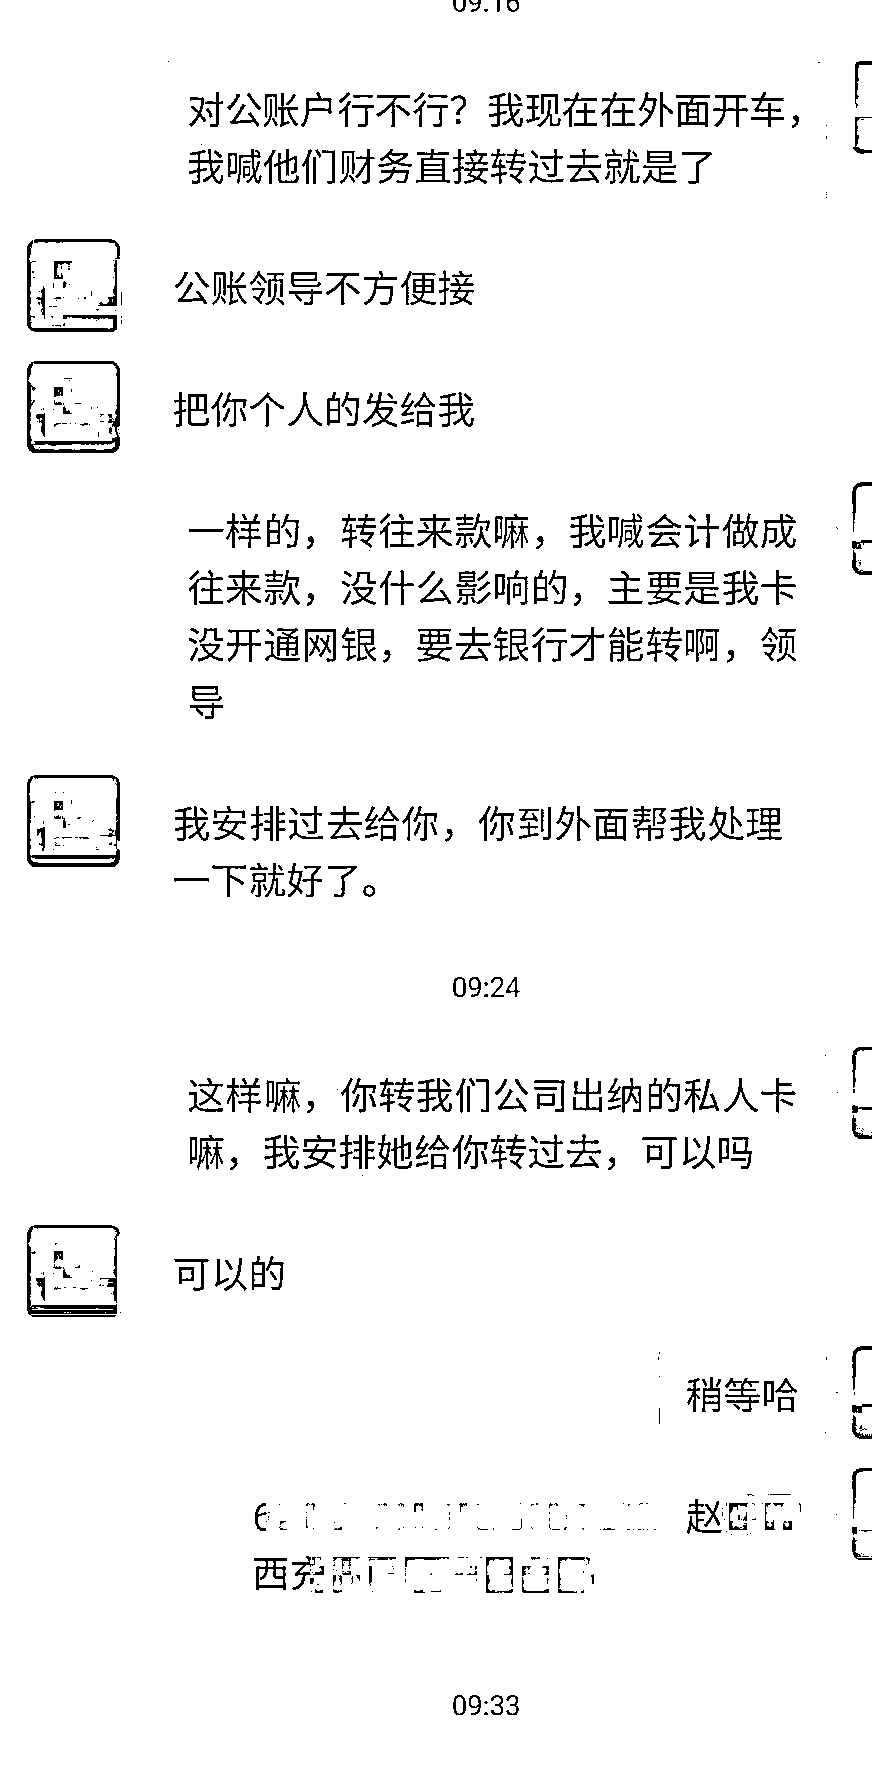 09:16
对公账户行不行？我现在在外面开车，
我喊他们财务直接转过去就是了
公账领导不方便接
把你个人的发给我
一样的，转往来款嘛，我喊会计做成
往来款，没什么影响的，主要是我卡
没开通网银，要去银行才能转啊，领
导
我安排过去给你，你到外面帮我处理
一下就好了。
09:24
这样嘛，你转我们公司出纳的私人卡
嘛，我安排她给你转过去，可以吗
可以的
稍等哈
6 赵
西充
09:33